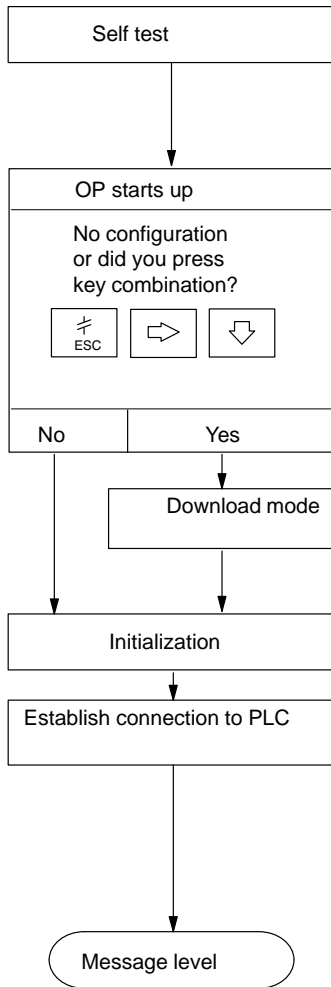 Self test
OP starts up
No configuration
or did you press
key combination?
ESC
No Yes
Download mode
Initialization
Establish connection to PLC
Message level